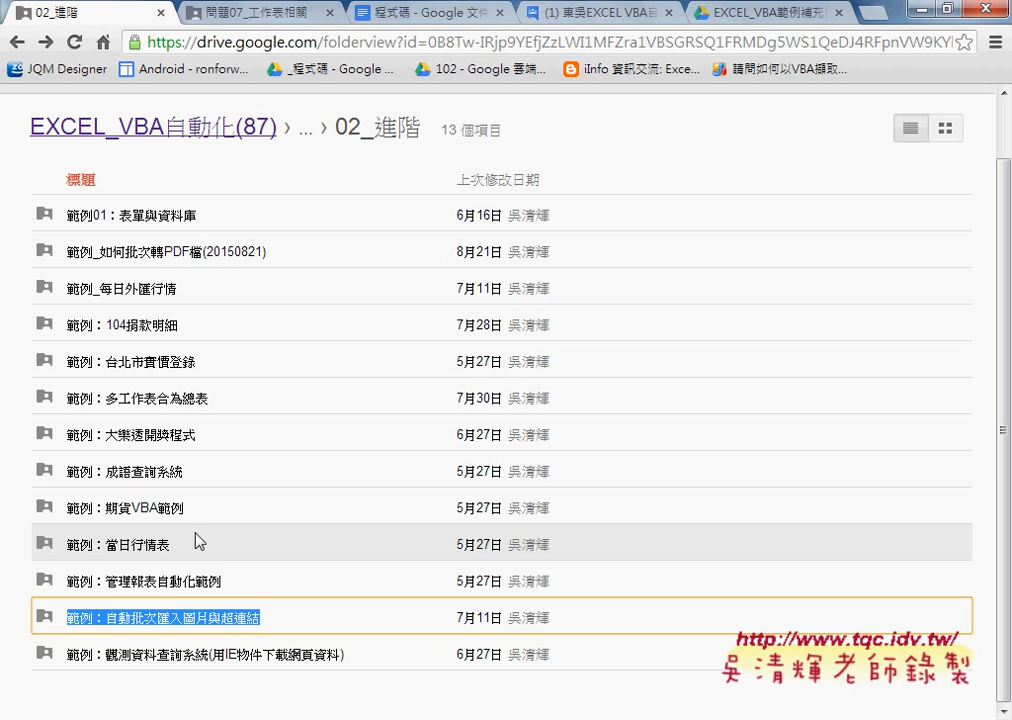 02_進階
問題07_工作表相關
程式碼 - Google 文件
(1) 東吳EXCEL VBA自
EXCEL_VBA範例補充
https://drive.google.com/folderview?id=0B8Tw-IRjp9YEfjZzLWI1MFZra1VBSGRSQ1FRMDg5WS1QeDJ4RFpnVW9KY
JQM Designer
Android - ronforw...
_程式碼 - Google ...
102 - Google 雲端...
iInfo 資訊交流: Exce...
請問如何以VBA擷取...
EXCEL_VBA自動化(87) › ... › 02_進階 13 個項目
標題 上次修改日期
範例01：表單與資料庫 6月16日 吳清輝
範例_如何批次轉PDF檔(20150821) 8月21日 吳清輝
範例_每日外匯行情 7月11日 吳清輝
範例：104捐款明細 7月28日 吳清輝
範例：台北市實價登錄 5月27日 吳清輝
範例：多工作表合為總表 7月30日 吳清輝
範例：大樂透開獎程式 6月27日 吳清輝
範例：成語查詢系統 5月27日 吳清輝
範例：期貨VBA範例 5月27日 吳清輝
範例：當日行情表 5月27日 吳清輝
範例：管理報表自動化範例 5月27日 吳清輝
範例：自動批次匯入圖片與超連結 7月11日 吳清輝
範例：觀測資料查詢系統(用IE物件下載網頁資料) 6月27日 吳清輝
http://www.tqc.idv.tw/
吳清輝老師錄製